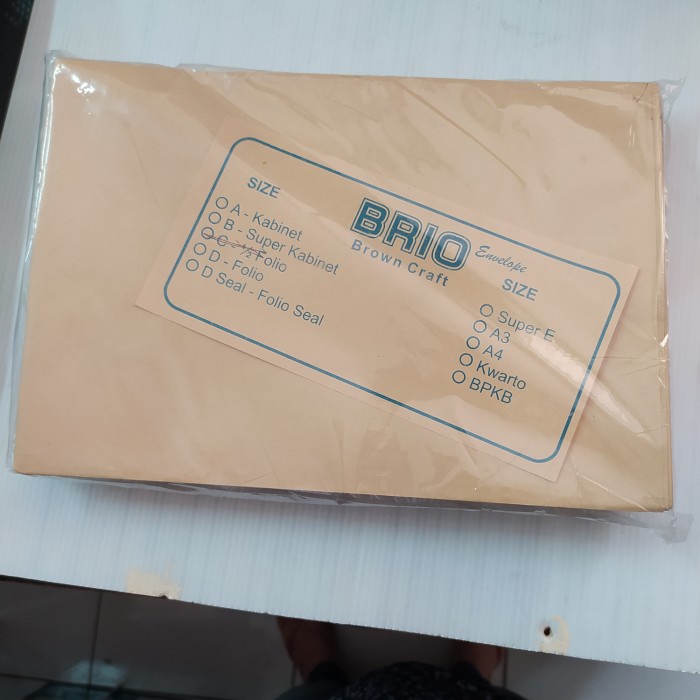 BRIO
Envelope
Brown Craft
SIZE
A - Kabinet
B - Super Kabinet
C - 1/2 Folio
D - Folio
D Seal - Folio Seal
SIZE
Super E
A3
A4
Kwarto
BPKB